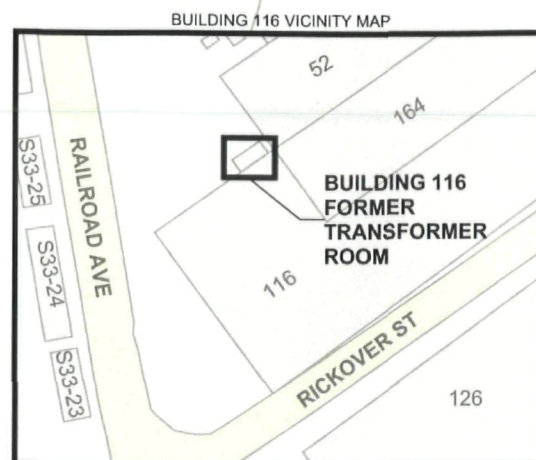 BUILDING 116 VICINITY MAP
52
164
S33-25
RAILROAD AVE
BUILDING 116
FORMER
TRANSFORMER
ROOM
S33-24
116
S33-23
RICKOVER ST
126